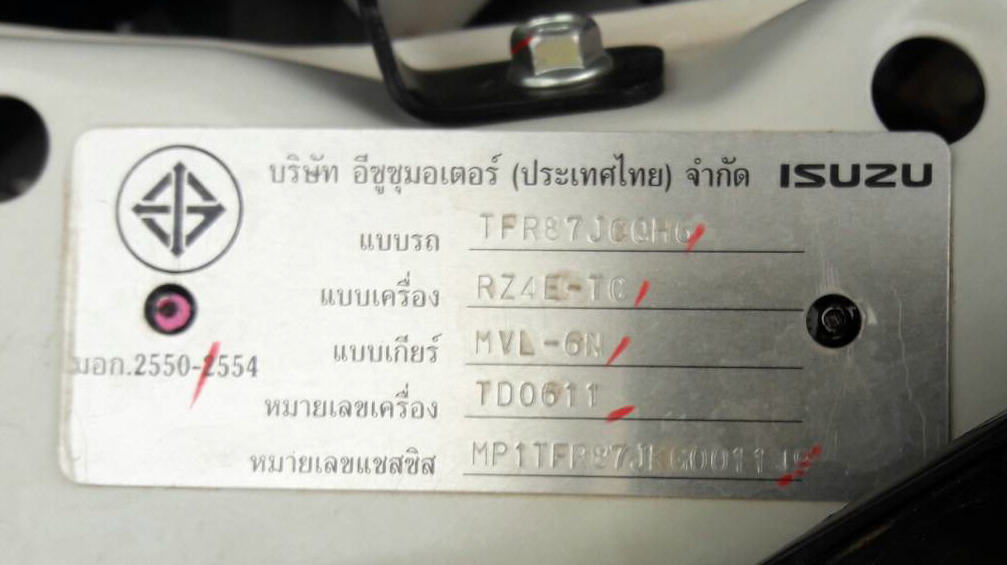 บริษัท อีซูซุมอเตอร์ (ประเทศไทย) จำกัด ISUZU
แบบรถ
แบบเครื่อง RZ4E-TC
แบบเกียร์ MVL-6N
มอก.2550-2554
หมายเลขเครื่อง TD0611
หมายเลขแชสซิส